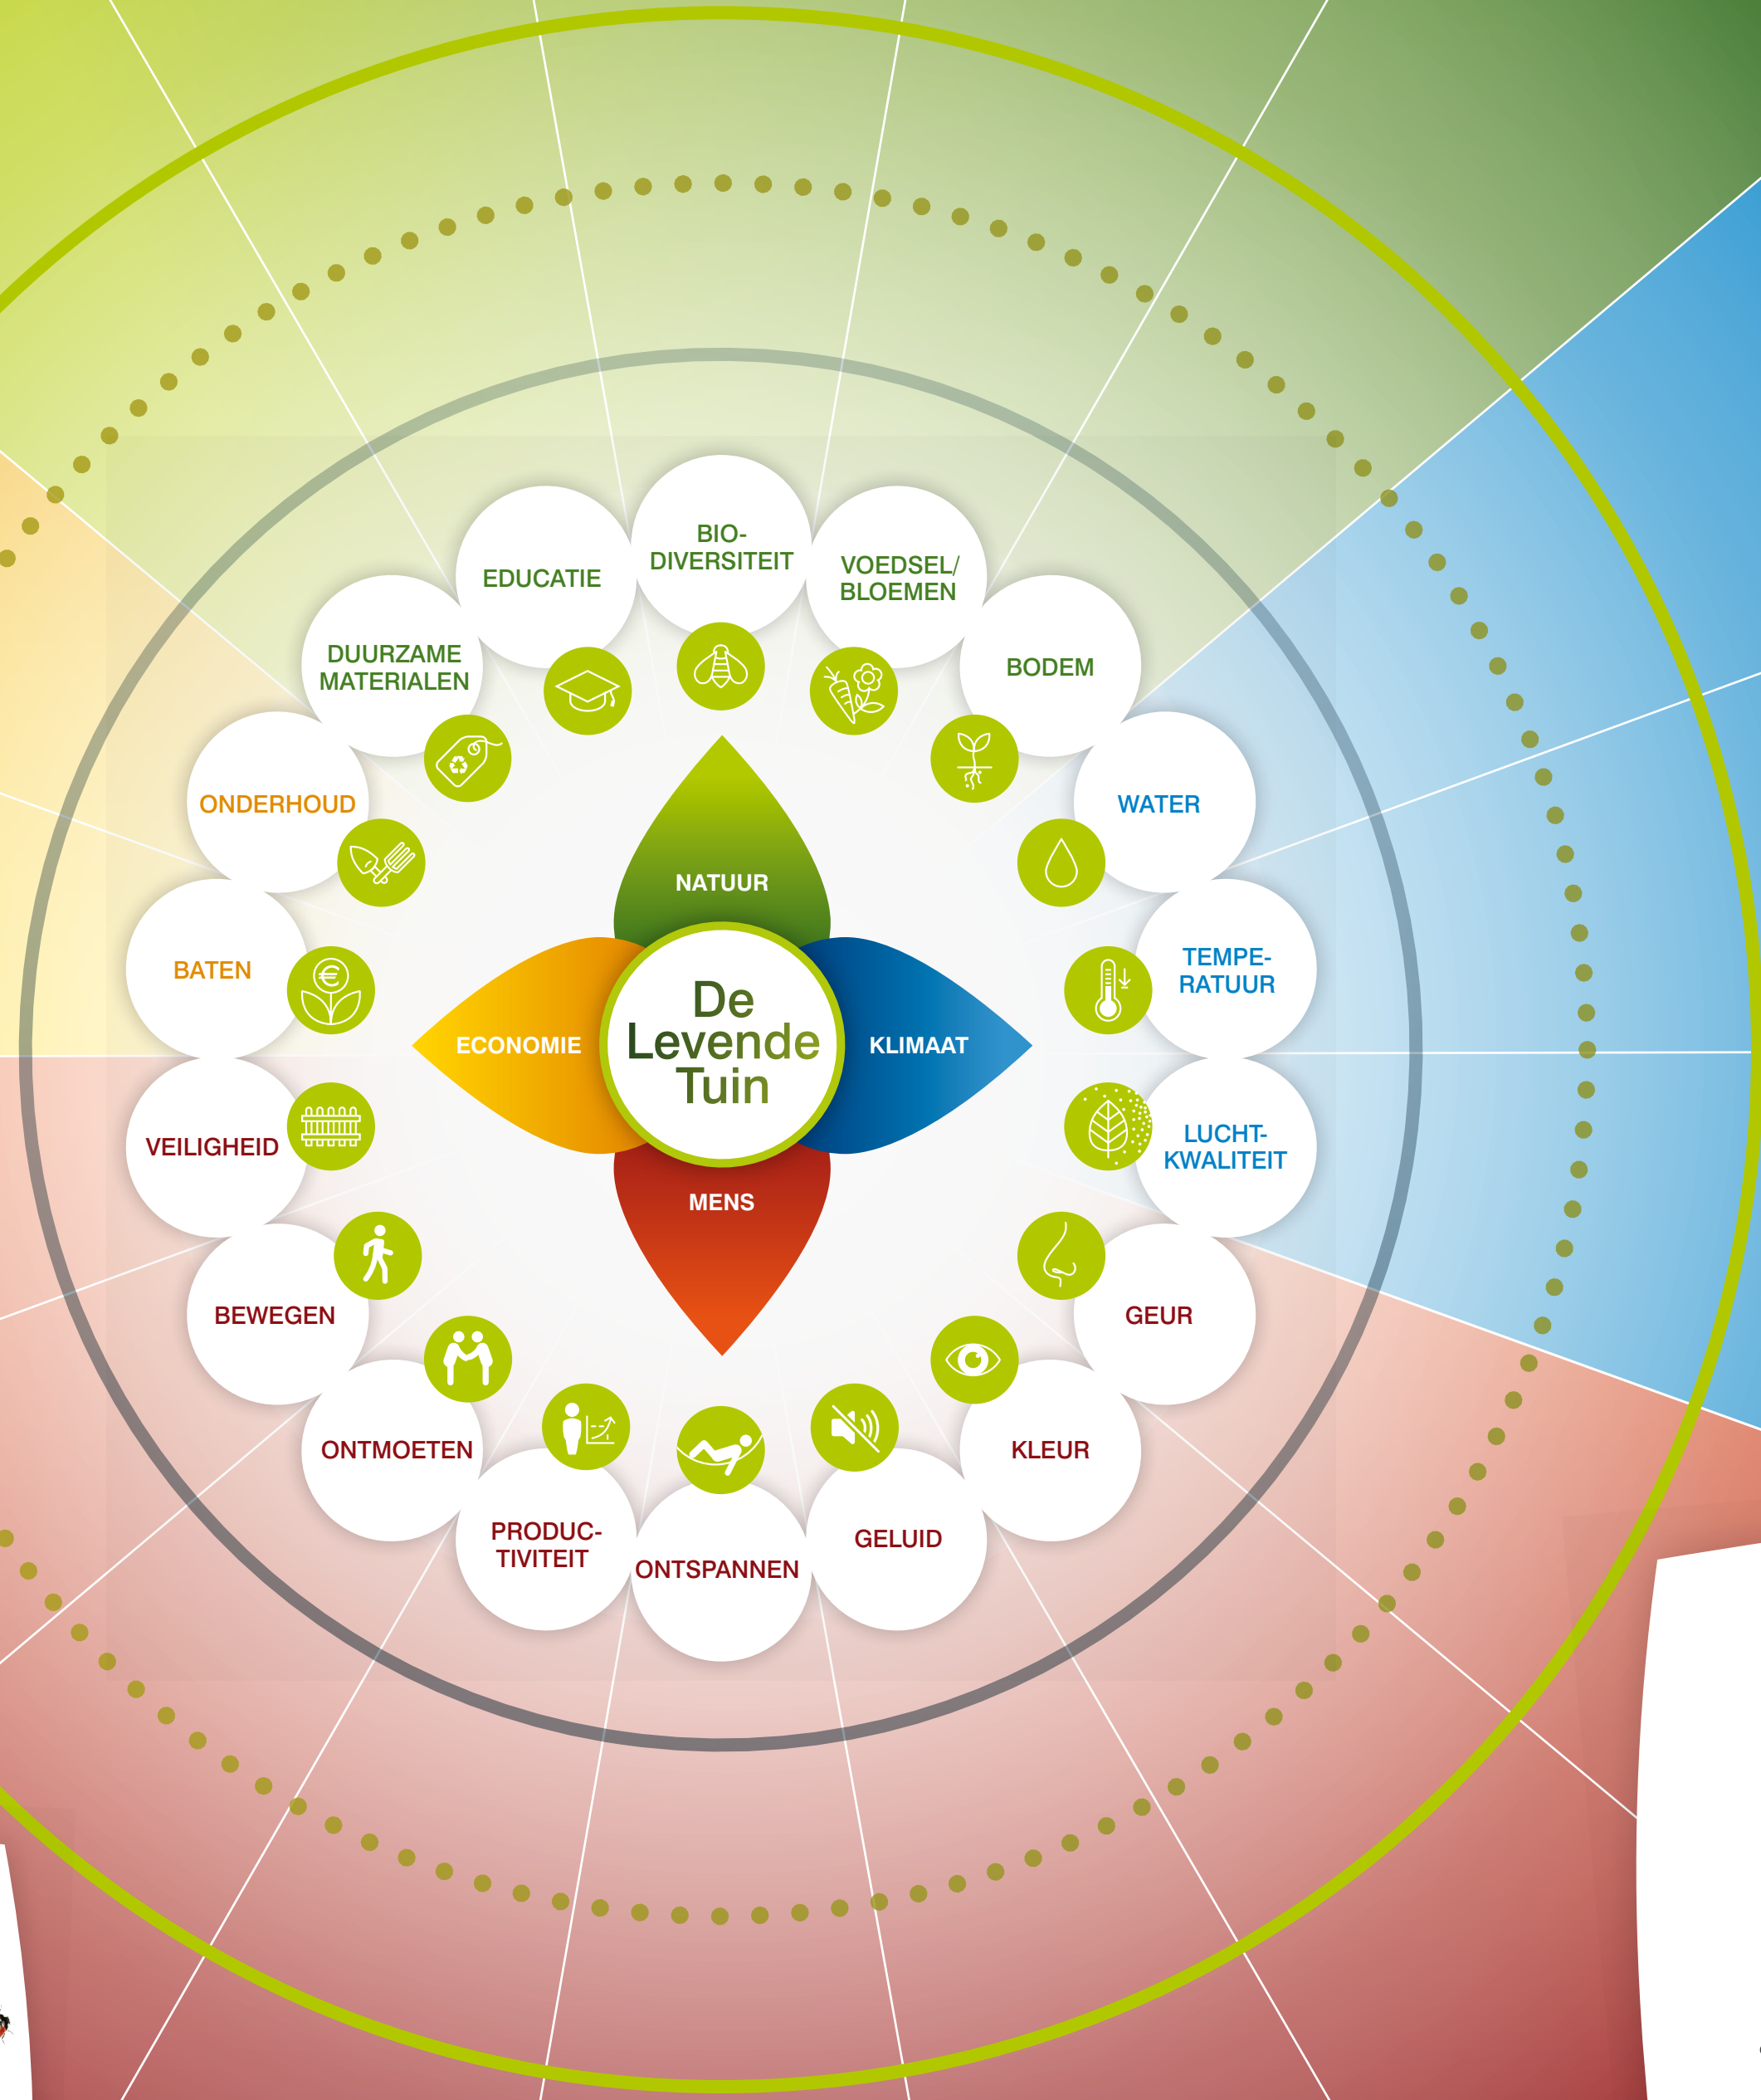 BIO-
DIVERSITEIT
VOEDSEL/
BLOEMEN
BODEM
WATER
TEMPE-
RATUUR
LUCHT-
KWALITEIT
GEUR
KLEUR
GELUID
ONTSPANNEN
PRODUC-
TIVITEIT
ONTMOETEN
BEWEGEN
VEILIGHEID
BATEN
€
ONDERHOUD
DUURZAME
MATERIALEN
EDUCATIE
NATUUR
ECONOMIE
De
Levende
Tuin
KLIMAAT
MENS